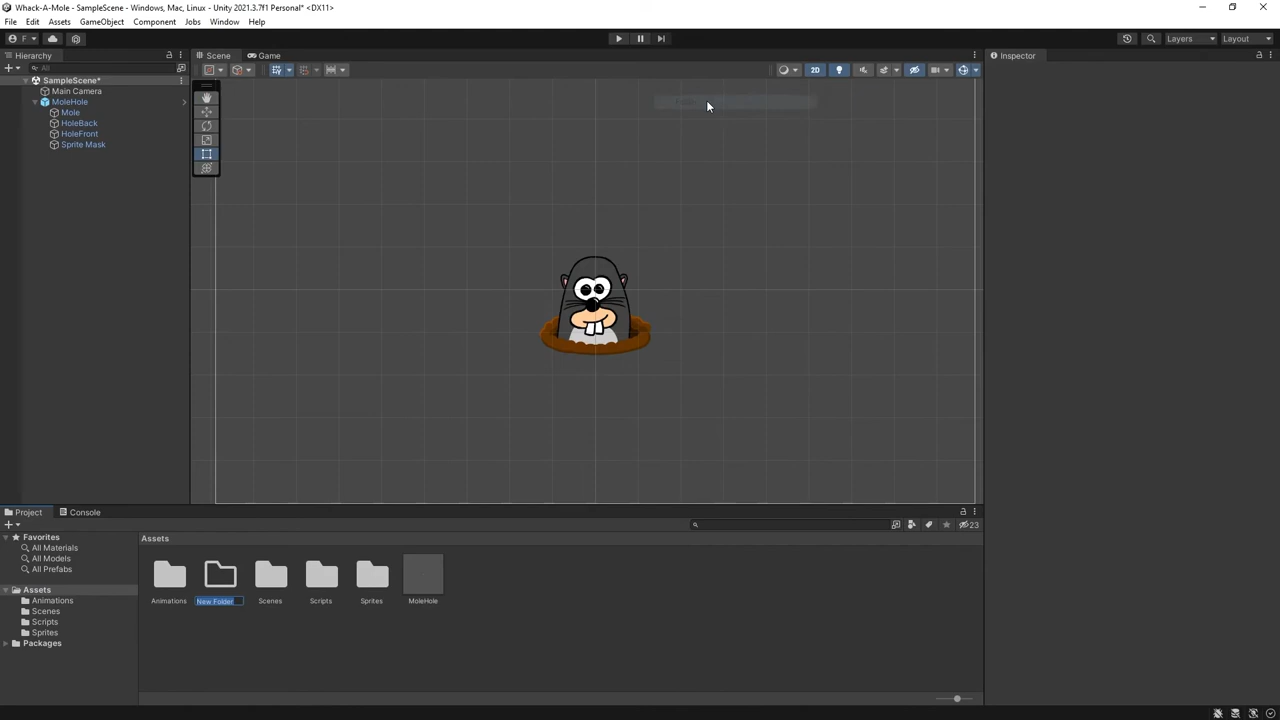 Whack-A-Mole - SampleScene - Windows, Mac, Linux - Unity 2021.3.7f1 Personal* <DX11>
File Edit Assets GameObject Component Jobs Window Help
F Layers Layout
Hierarchy
All
SampleScene*
Main Camera
MoleHole
Mole
HoleBack
HoleFront
Sprite Mask
Scene Game
2D
Inspector
Project Console
23
Favorites
All Materials
All Models
All Prefabs
Assets
Animations
Scenes
Scripts
Sprites
Packages
Assets
Animations New Folder Scenes Scripts Sprites MoleHole